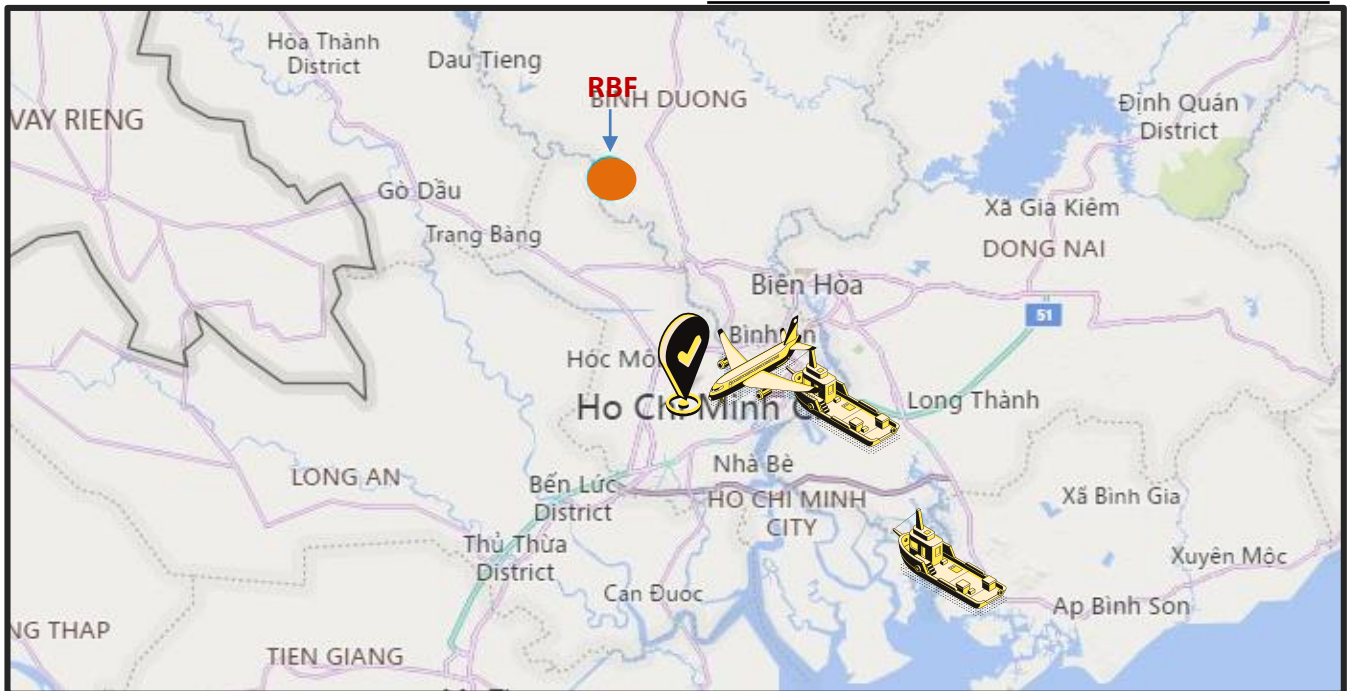 Hòa Thành
District
Dau Tieng
RBF
BINH DUONG
VAY RIENG
Định Quán
District
Gò Dầu
Xã Gia Kiêm
Trang Bàng
DONG NAI
Biên Hòa
51
Hóc Mô
Ho Chi Minh C
Long Thành
LONG AN
Nhà Bè
Bến Lức
District
HO CHI MINH
CITY
Xã Bình Gia
Thủ Thừa
District
Xuyên Mộc
Cần Đuoc
Ap Bình Son
NG THAP
TIEN GIANG